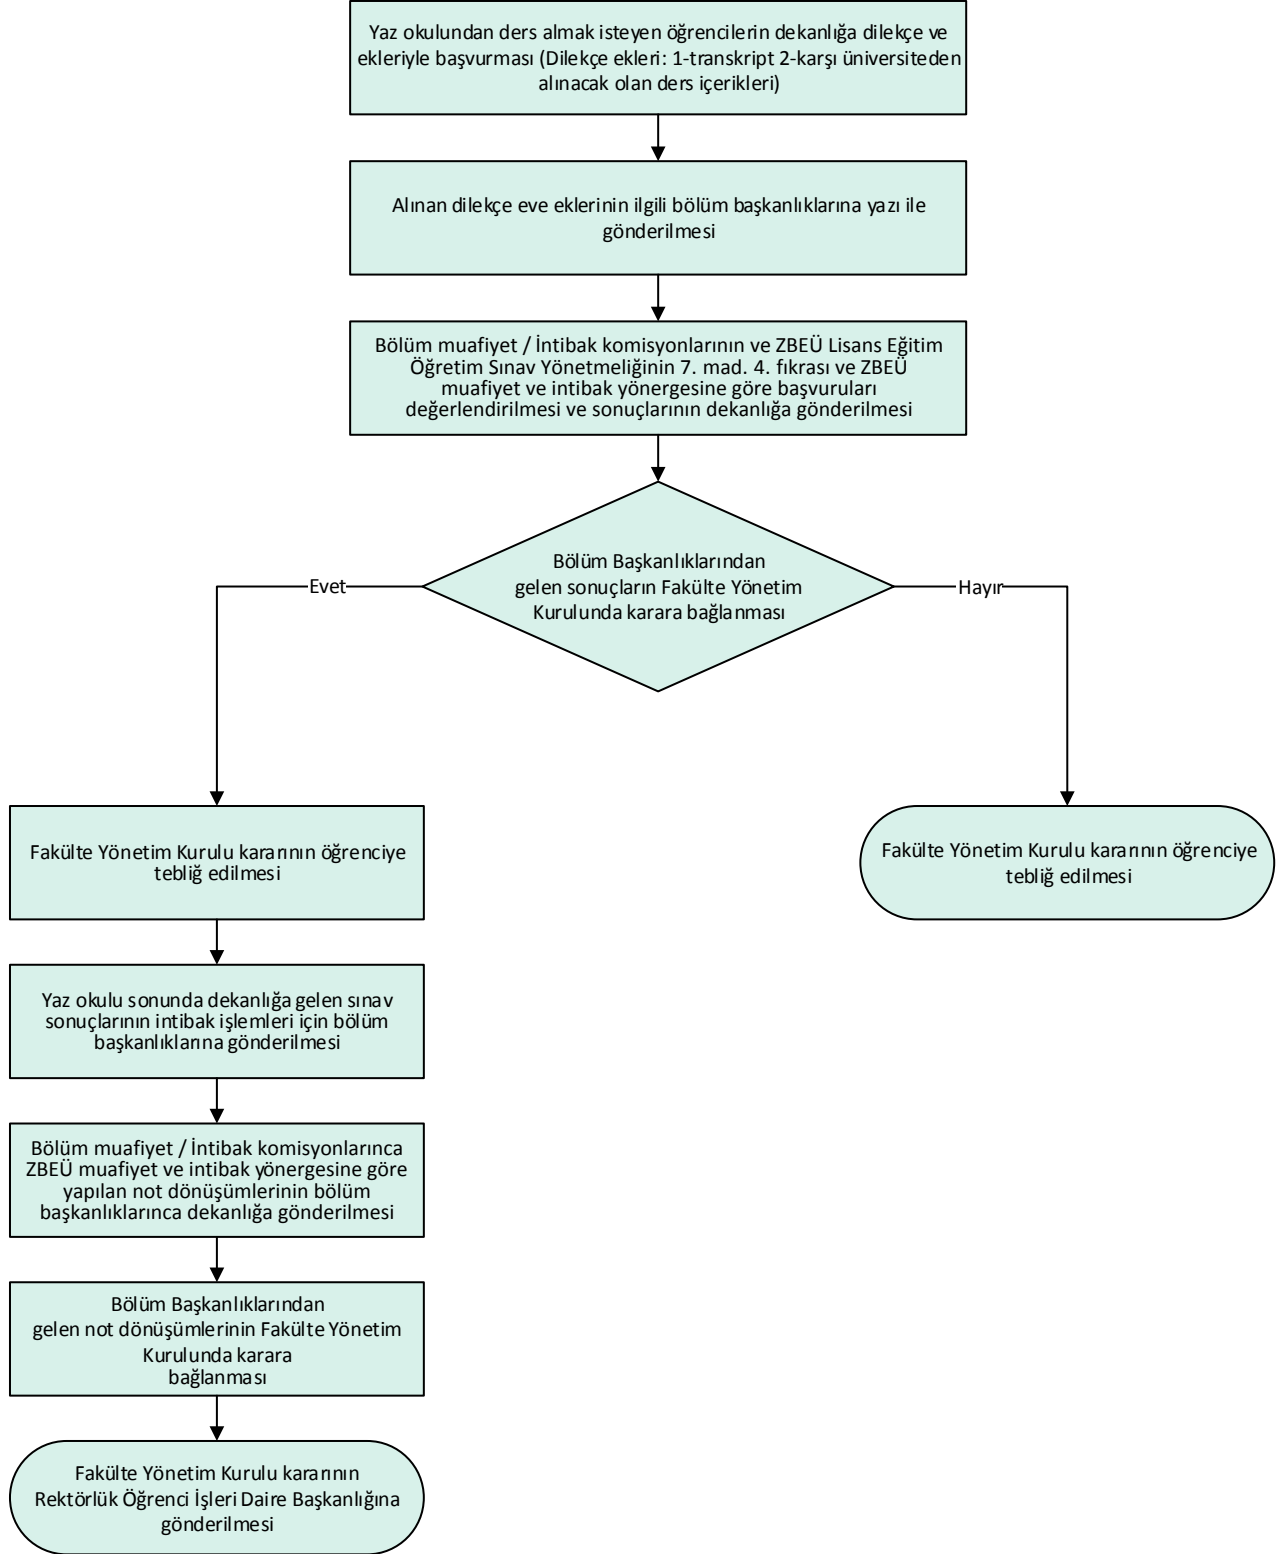 Yaz okulundan ders almak isteyen öğrencilerin dekanlığa dilekçe ve
ekleriyle başvurması (Dilekçe ekleri: 1-transkript 2-karşı üniversiteden
alınacak olan ders içerikleri)
Alınan dilekçe eve eklerinin ilgili bölüm başkanlıklarına yazı ile
gönderilmesi
Bölüm muafiyet / İntibak komisyonlarının ve ZBEÜ Lisans Eğitim
Öğretim Sınav Yönetmeliğinin 7. mad. 4. fıkrası ve ZBEÜ
muafiyet ve intibak yönergesine göre başvuruları
değerlendirilmesi ve sonuçlarının dekanlığa gönderilmesi
Bölüm Başkanlıklarından
gelen sonuçların Fakülte Yönetim
Kurulunda karara bağlanması
Evet
Hayır
Fakülte Yönetim Kurulu kararının öğrenciye
tebliğ edilmesi
Fakülte Yönetim Kurulu kararının öğrenciye
tebliğ edilmesi
Yaz okulu sonunda dekanlığa gelen sınav
sonuçlarının intibak işlemleri için bölüm
başkanlıklarına gönderilmesi
Bölüm muafiyet / İntibak komisyonlarınca
ZBEÜ muafiyet ve intibak yönergesine göre
yapılan not dönüşümlerinin bölüm
başkanlıklarınca dekanlığa gönderilmesi
Bölüm Başkanlıklarından
gelen not dönüşümlerinin Fakülte Yönetim
Kurulunda karara
bağlanması
Fakülte Yönetim Kurulu kararının
Rektörlük Öğrenci İşleri Daire Başkanlığına
gönderilmesi